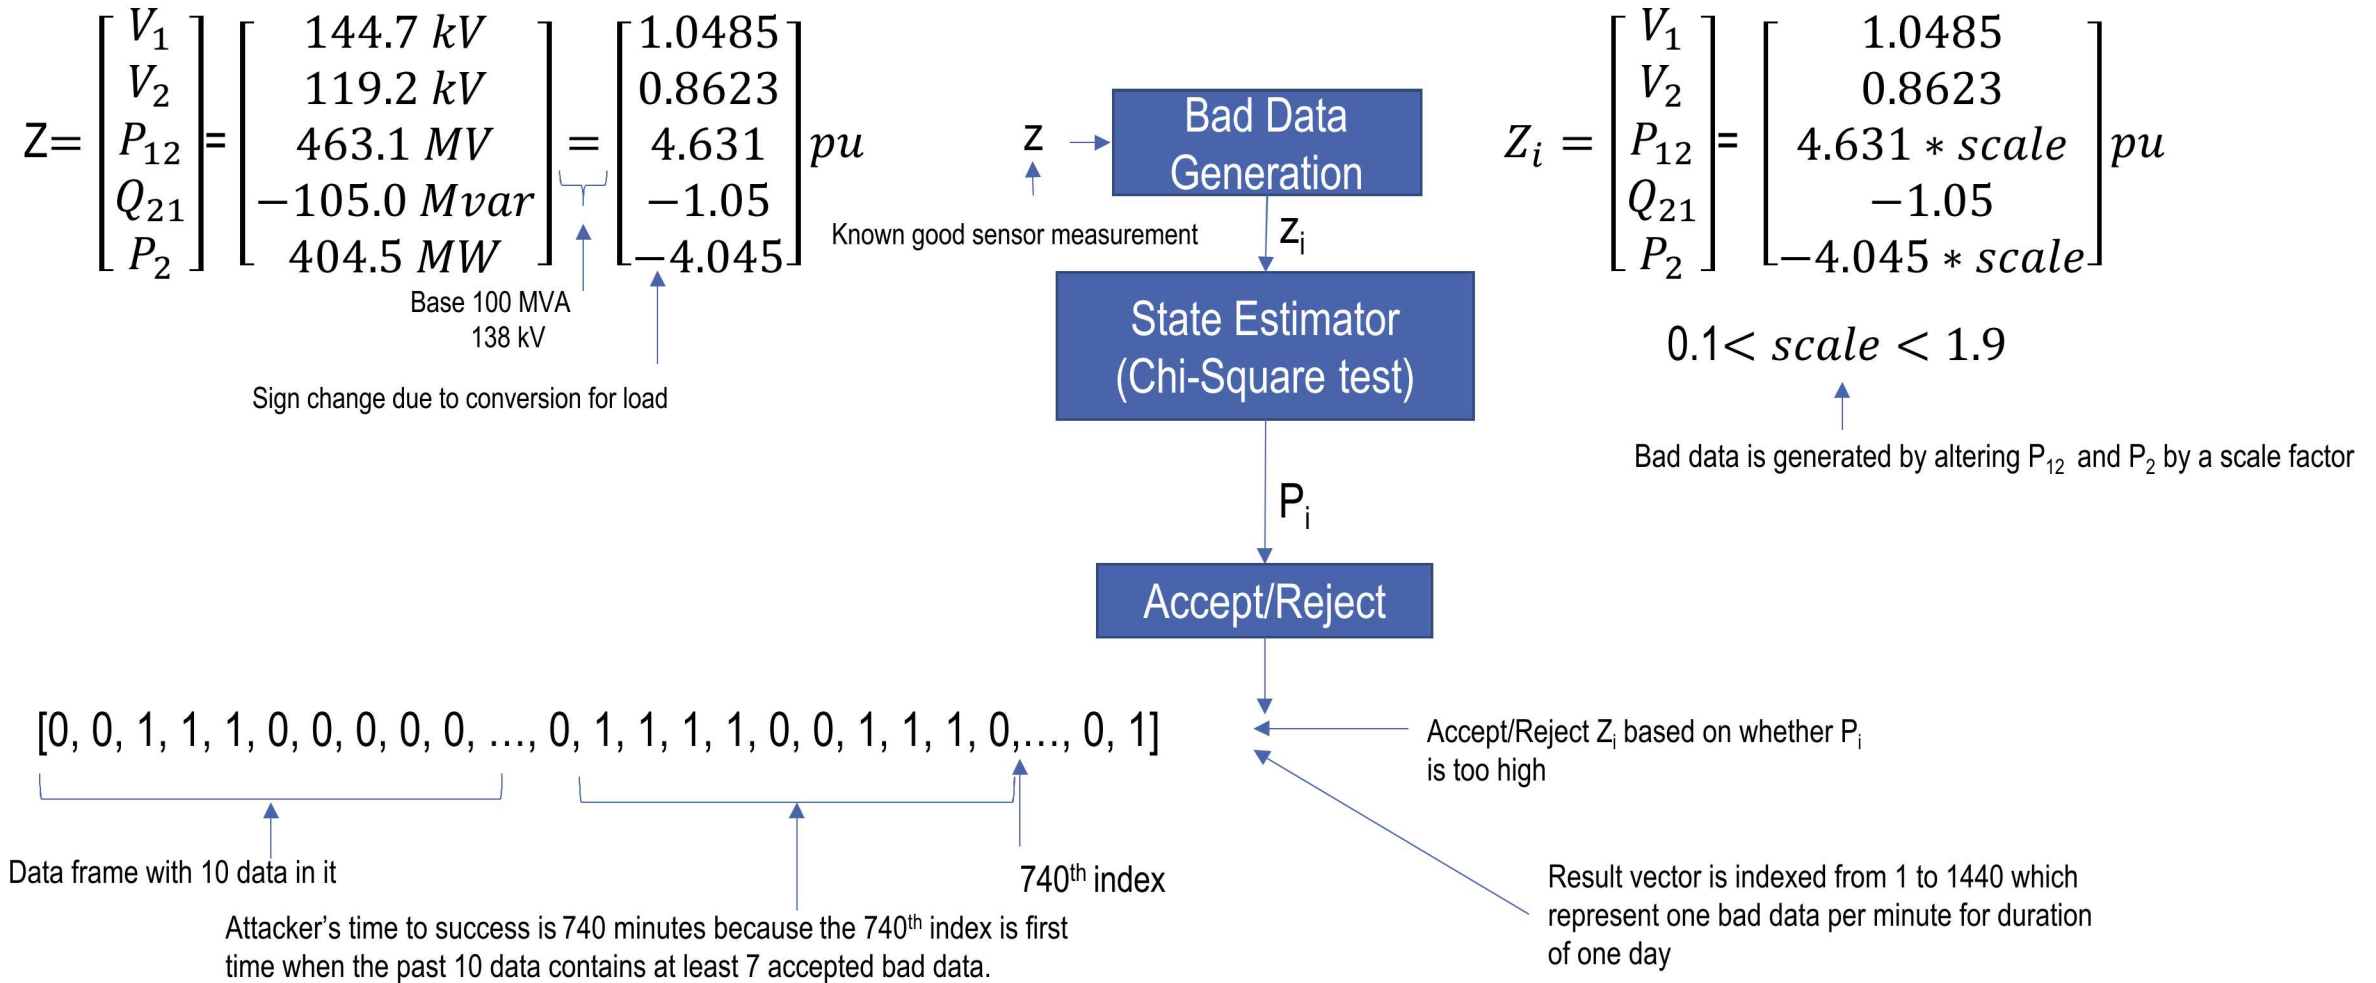 Z= [V₁ V₂ P₁₂ Q₂₁ P₂] = [144.7 kV 119.2 kV 463.1 MV −105.0 Mvar 404.5 MW] = [1.0485 0.8623 4.631 −1.05 −4.045] pu
Base 100 MVA
138 kV
Sign change due to conversion for load
z
Known good sensor measurement
Bad Data
Generation
zᵢ
State Estimator
(Chi-Square test)
Pᵢ
Accept/Reject
Zᵢ = [V₁ V₂ P₁₂ Q₂₁ P₂] = [1.0485 0.8623 4.631 * scale −1.05 −4.045 * scale] pu
0.1< scale < 1.9
Bad data is generated by altering P₁₂ and P₂ by a scale factor
[0, 0, 1, 1, 1, 0, 0, 0, 0, 0, ..., 0, 1, 1, 1, 1, 0, 0, 1, 1, 1, 0,..., 0, 1]
Accept/Reject Zᵢ based on whether Pᵢ
is too high
Data frame with 10 data in it
740ᵗʰ index
Attacker’s time to success is 740 minutes because the 740ᵗʰ index is first
time when the past 10 data contains at least 7 accepted bad data.
Result vector is indexed from 1 to 1440 which
represent one bad data per minute for duration
of one day